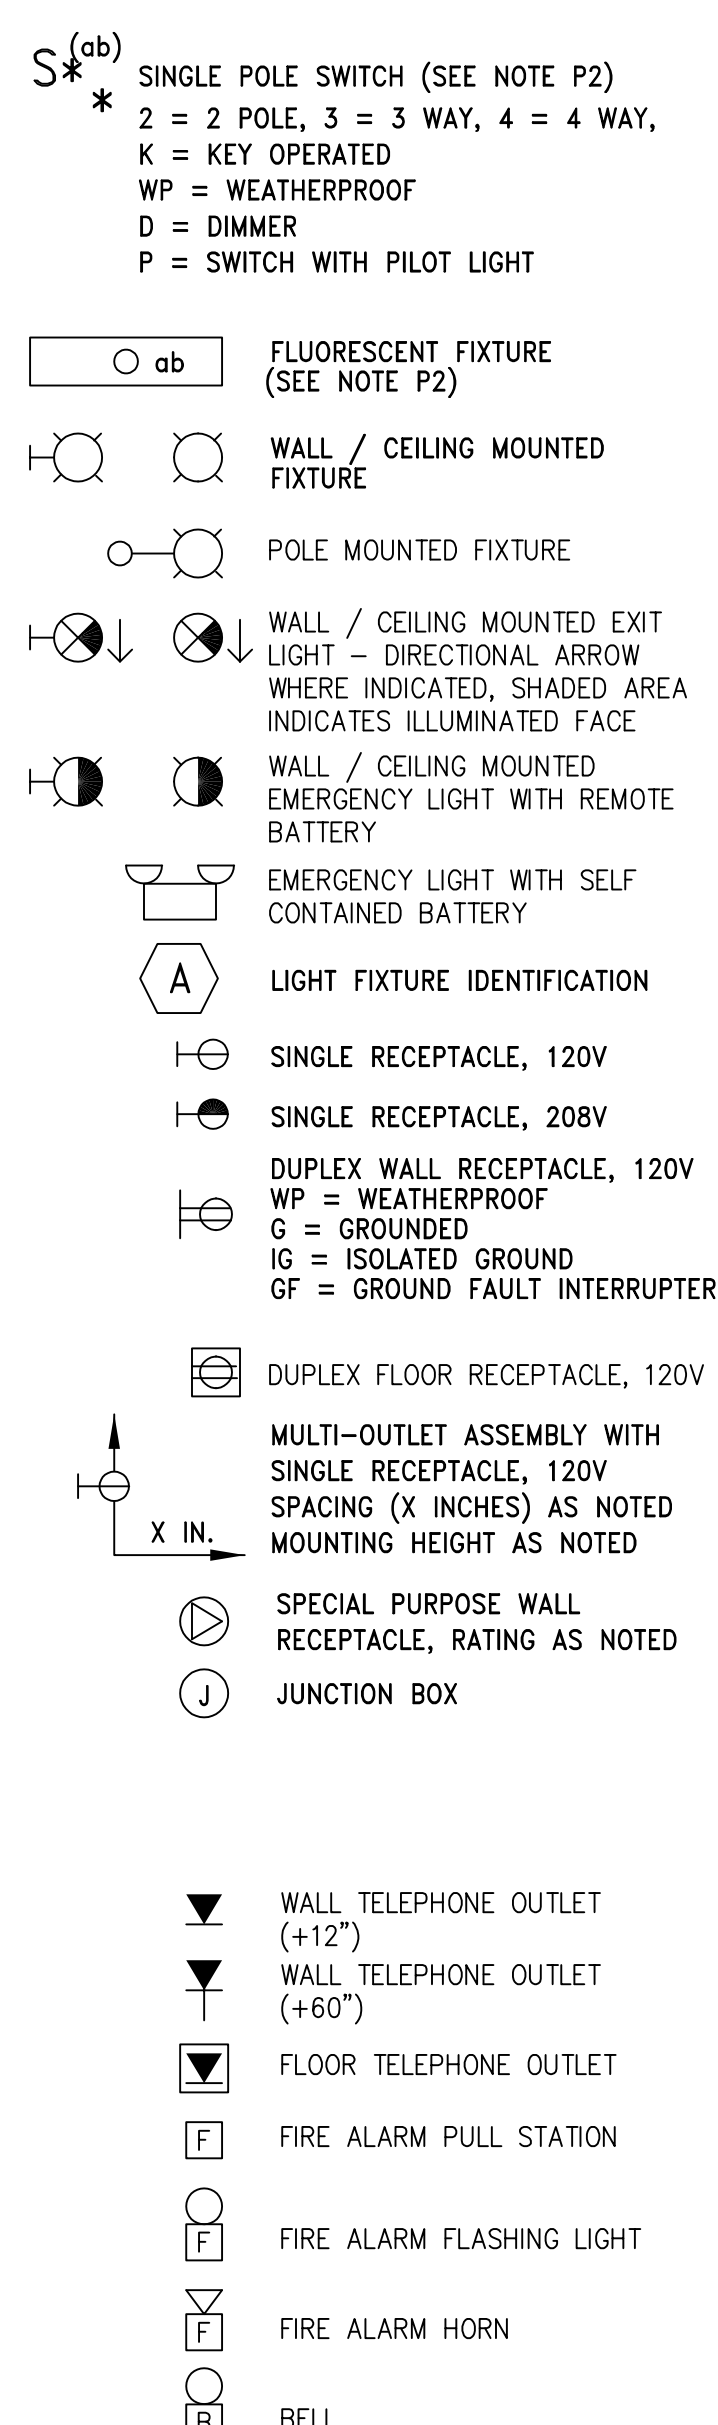 S*(ab)
*
SINGLE POLE SWITCH (SEE NOTE P2)
2 = 2 POLE, 3 = 3 WAY, 4 = 4 WAY,
K = KEY OPERATED
WP = WEATHERPROOF
D = DIMMER
P = SWITCH WITH PILOT LIGHT
ab
FLUORESCENT FIXTURE
(SEE NOTE P2)
WALL / CEILING MOUNTED
FIXTURE
POLE MOUNTED FIXTURE
WALL / CEILING MOUNTED EXIT
LIGHT – DIRECTIONAL ARROW
WHERE INDICATED, SHADED AREA
INDICATES ILLUMINATED FACE
WALL / CEILING MOUNTED
EMERGENCY LIGHT WITH REMOTE
BATTERY
EMERGENCY LIGHT WITH SELF
CONTAINED BATTERY
A
LIGHT FIXTURE IDENTIFICATION
SINGLE RECEPTACLE, 120V
SINGLE RECEPTACLE, 208V
DUPLEX WALL RECEPTACLE, 120V
WP = WEATHERPROOF
G = GROUNDED
IG = ISOLATED GROUND
GF = GROUND FAULT INTERRUPTER
DUPLEX FLOOR RECEPTACLE, 120V
X IN.
MULTI–OUTLET ASSEMBLY WITH
SINGLE RECEPTACLE, 120V
SPACING (X INCHES) AS NOTED
MOUNTING HEIGHT AS NOTED
SPECIAL PURPOSE WALL
RECEPTACLE, RATING AS NOTED
J
JUNCTION BOX
WALL TELEPHONE OUTLET
(+12")
WALL TELEPHONE OUTLET
(+60")
FLOOR TELEPHONE OUTLET
F
FIRE ALARM PULL STATION
F
FIRE ALARM FLASHING LIGHT
F
FIRE ALARM HORN
B
BELL